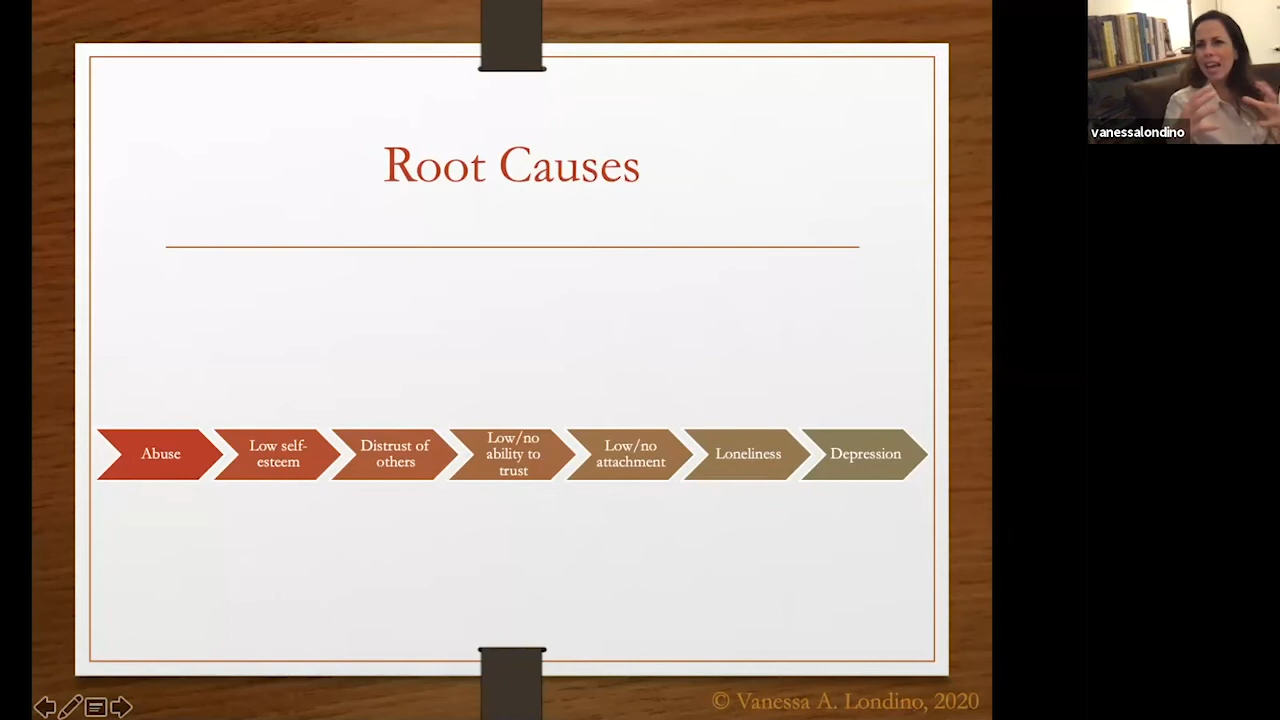 vanessalondino
Root Causes
Abuse
Low self-
esteem
Distrust of
others
Low/no
ability to
trust
Low/no
attachment
Loneliness
Depression
© Vanessa A. Londino, 2020